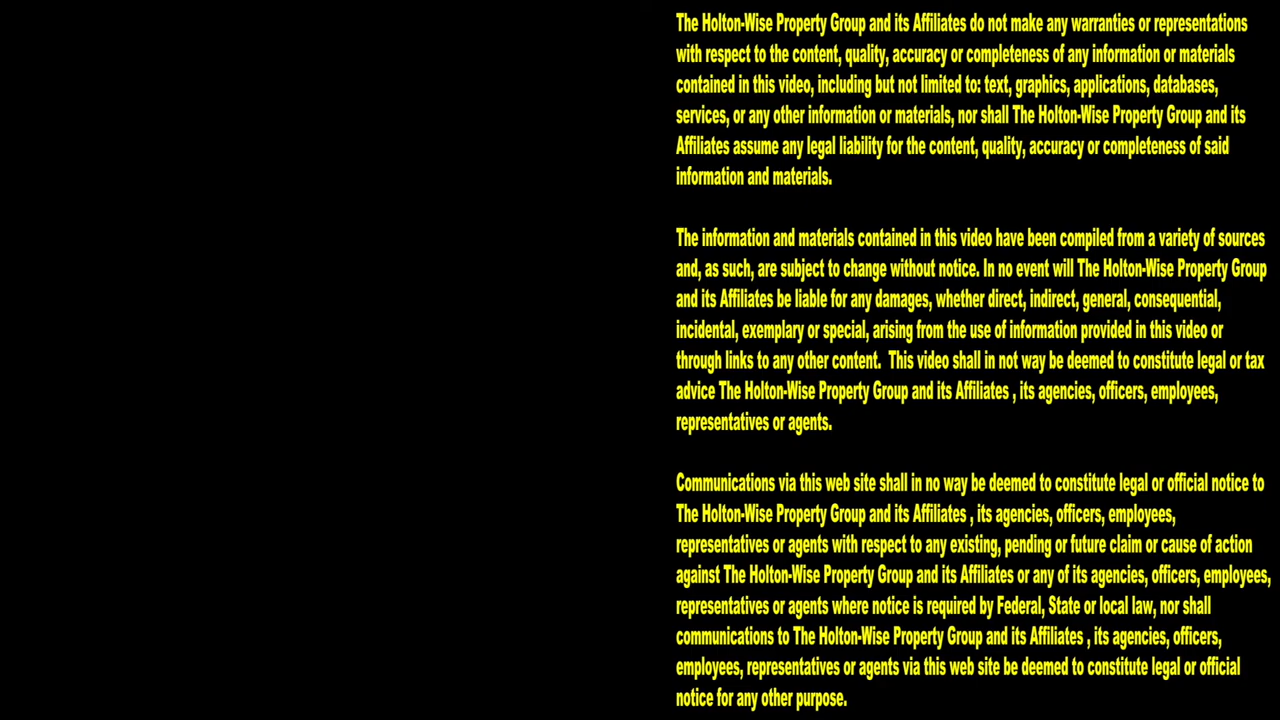 The Holton-Wise Property Group and its Affiliates do not make any warranties or representations
with respect to the content, quality, accuracy or completeness of any information or materials
contained in this video, including but not limited to: text, graphics, applications, databases,
services, or any other information or materials, nor shall The Holton-Wise Property Group and its
Affiliates assume any legal liability for the content, quality, accuracy or completeness of said
information and materials.
The information and materials contained in this video have been compiled from a variety of sources
and, as such, are subject to change without notice. In no event will The Holton-Wise Property Group
and its Affiliates be liable for any damages, whether direct, indirect, general, consequential,
incidental, exemplary or special, arising from the use of information provided in this video or
through links to any other content.  This video shall in not way be deemed to constitute legal or tax
advice The Holton-Wise Property Group and its Affiliates , its agencies, officers, employees,
representatives or agents.
Communications via this web site shall in no way be deemed to constitute legal or official notice to
The Holton-Wise Property Group and its Affiliates , its agencies, officers, employees,
representatives or agents with respect to any existing, pending or future claim or cause of action
against The Holton-Wise Property Group and its Affiliates or any of its agencies, officers, employees,
representatives or agents where notice is required by Federal, State or local law, nor shall
communications to The Holton-Wise Property Group and its Affiliates , its agencies, officers,
employees, representatives or agents via this web site be deemed to constitute legal or official
notice for any other purpose.